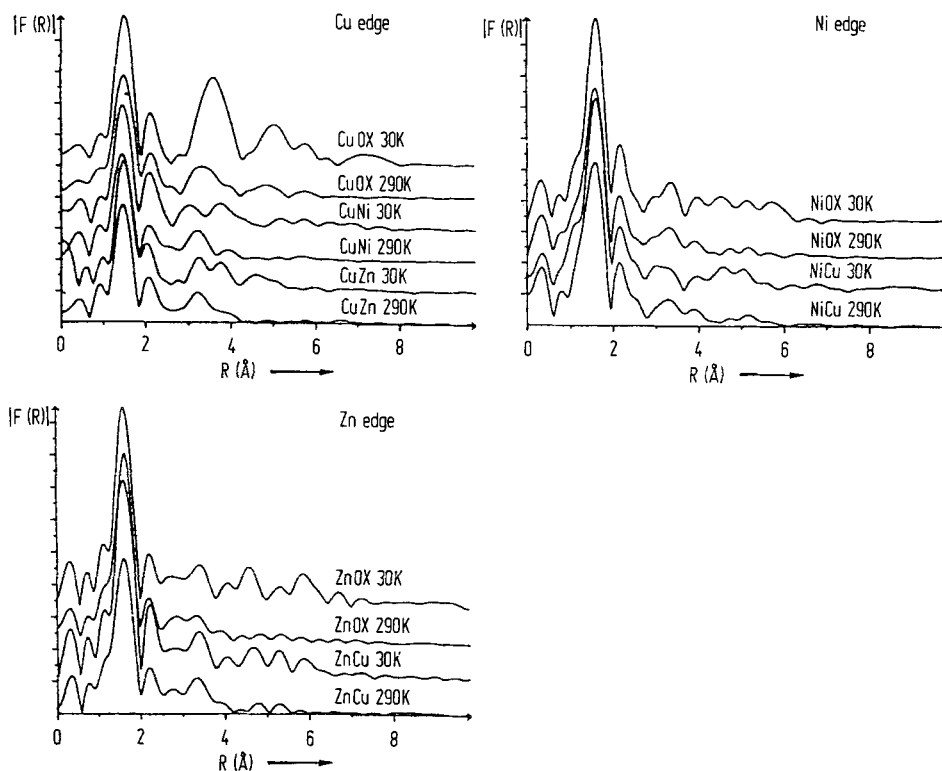 |F (R)|
Cu edge
CuOX 30K
CuOX 290K
CuNi 30K
CuNi 290K
CuZn 30K
CuZn 290K
0 2 4 6 8
R (Å)
|F (R)|
Ni edge
NiOX 30K
NiOX 290K
NiCu 30K
NiCu 290K
0 2 4 6 8
R (Å)
|F (R)|
Zn edge
ZnOX 30K
ZnOX 290K
ZnCu 30K
ZnCu 290K
0 2 4 6 8
R (Å)